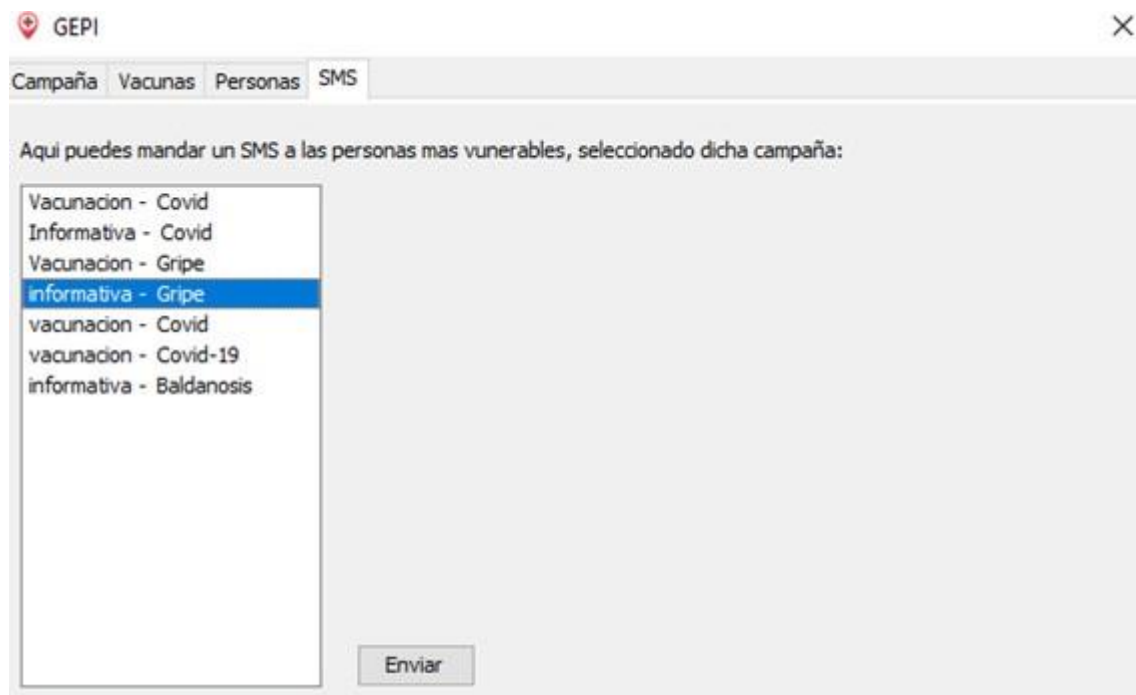 GEPI
Campaña Vacunas Personas SMS
Aqui puedes mandar un SMS a las personas mas vunerables, seleccionado dicha campaña:
Vacunacion - Covid
Informativa - Covid
Vacunacion - Gripe
informativa - Gripe
vacunacion - Covid
vacunacion - Covid-19
informativa - Baldanosis
Enviar